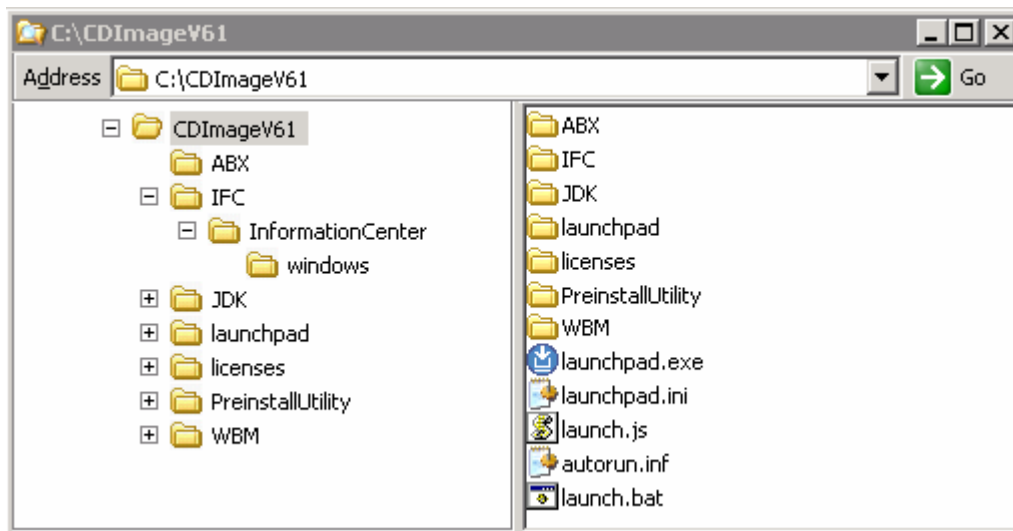 C:\CDImageV61
Address C:\CDImageV61 Go
CDImageV61
ABX
IFC
InformationCenter
windows
JDK
launchpad
licenses
PreinstallUtility
WBM
ABX
IFC
JDK
launchpad
licenses
PreinstallUtility
WBM
launchpad.exe
launchpad.ini
launch.js
autorun.inf
launch.bat